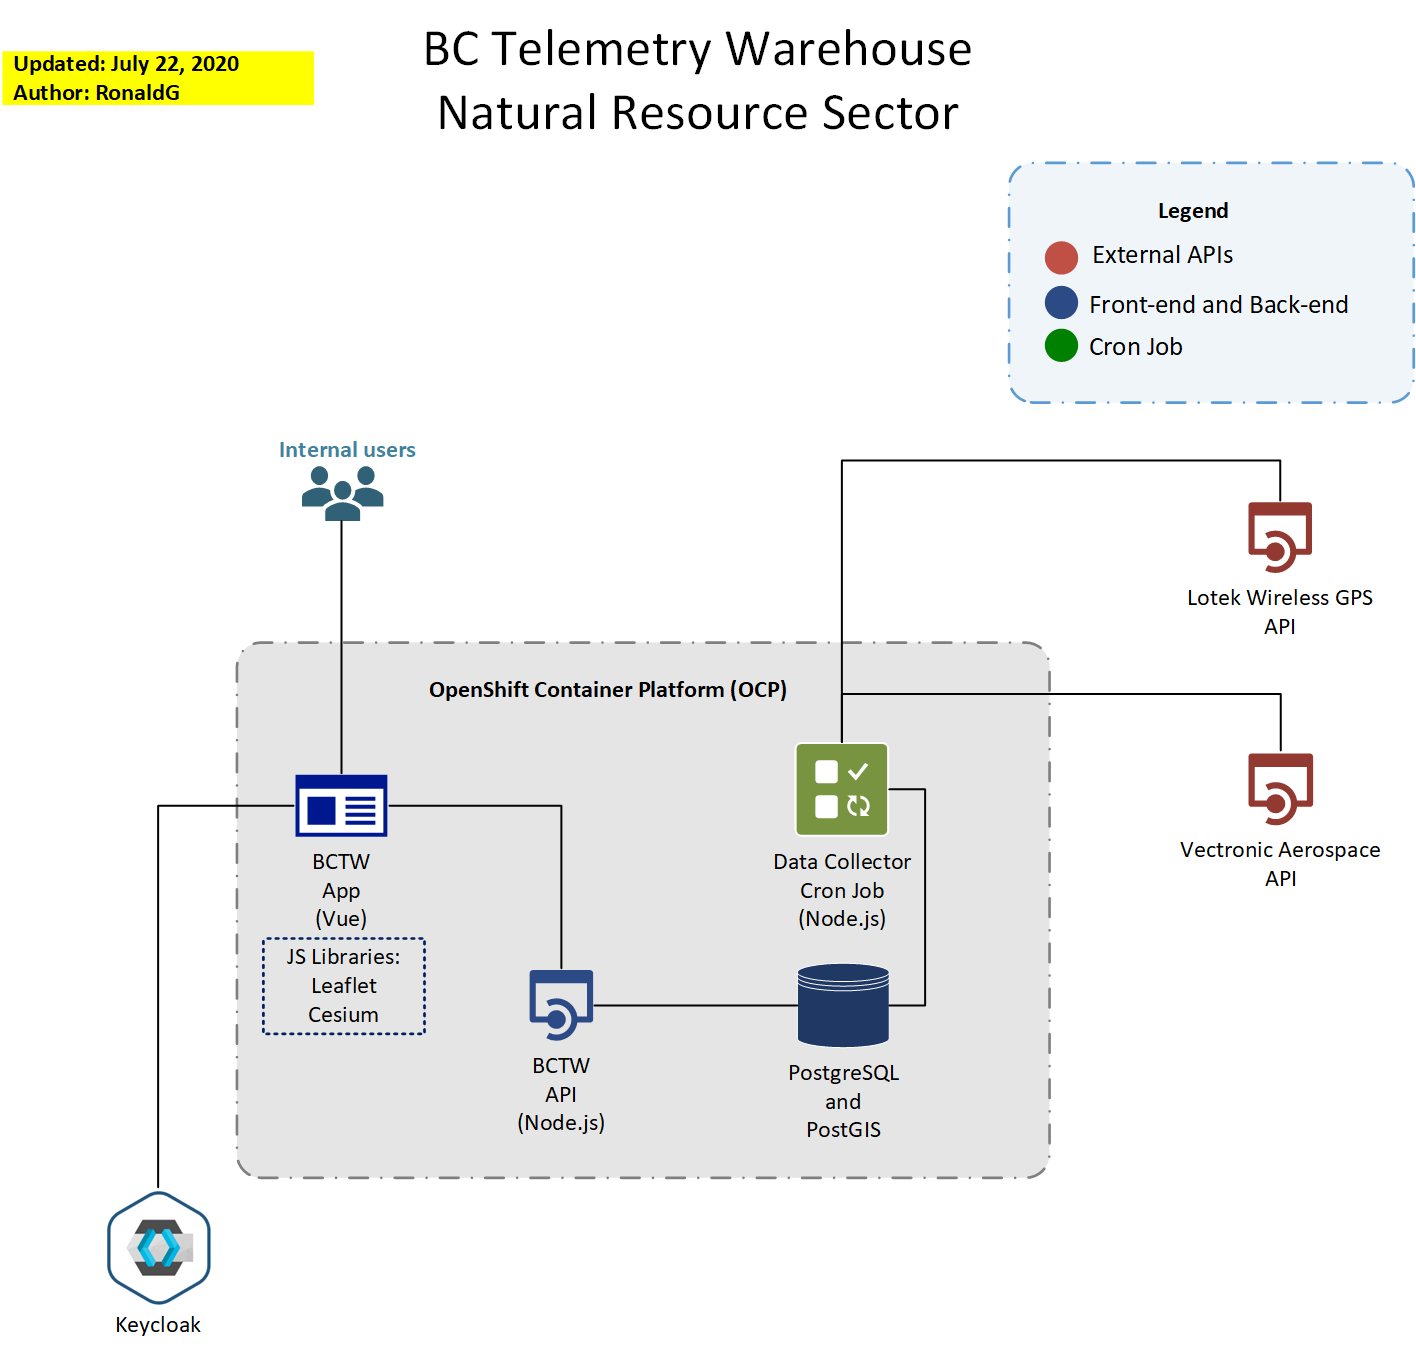 Updated: July 22, 2020
Author: RonaldG
BC Telemetry Warehouse
Natural Resource Sector
Legend
External APIs
Front-end and Back-end
Cron Job
Internal users
Lotek Wireless GPS
API
OpenShift Container Platform (OCP)
BCTW
App
(Vue)
JS Libraries:
Leaflet
Cesium
Data Collector
Cron Job
(Node.js)
Vectronic Aerospace
API
BCTW
API
(Node.js)
PostgreSQL
and
PostGIS
Keycloak